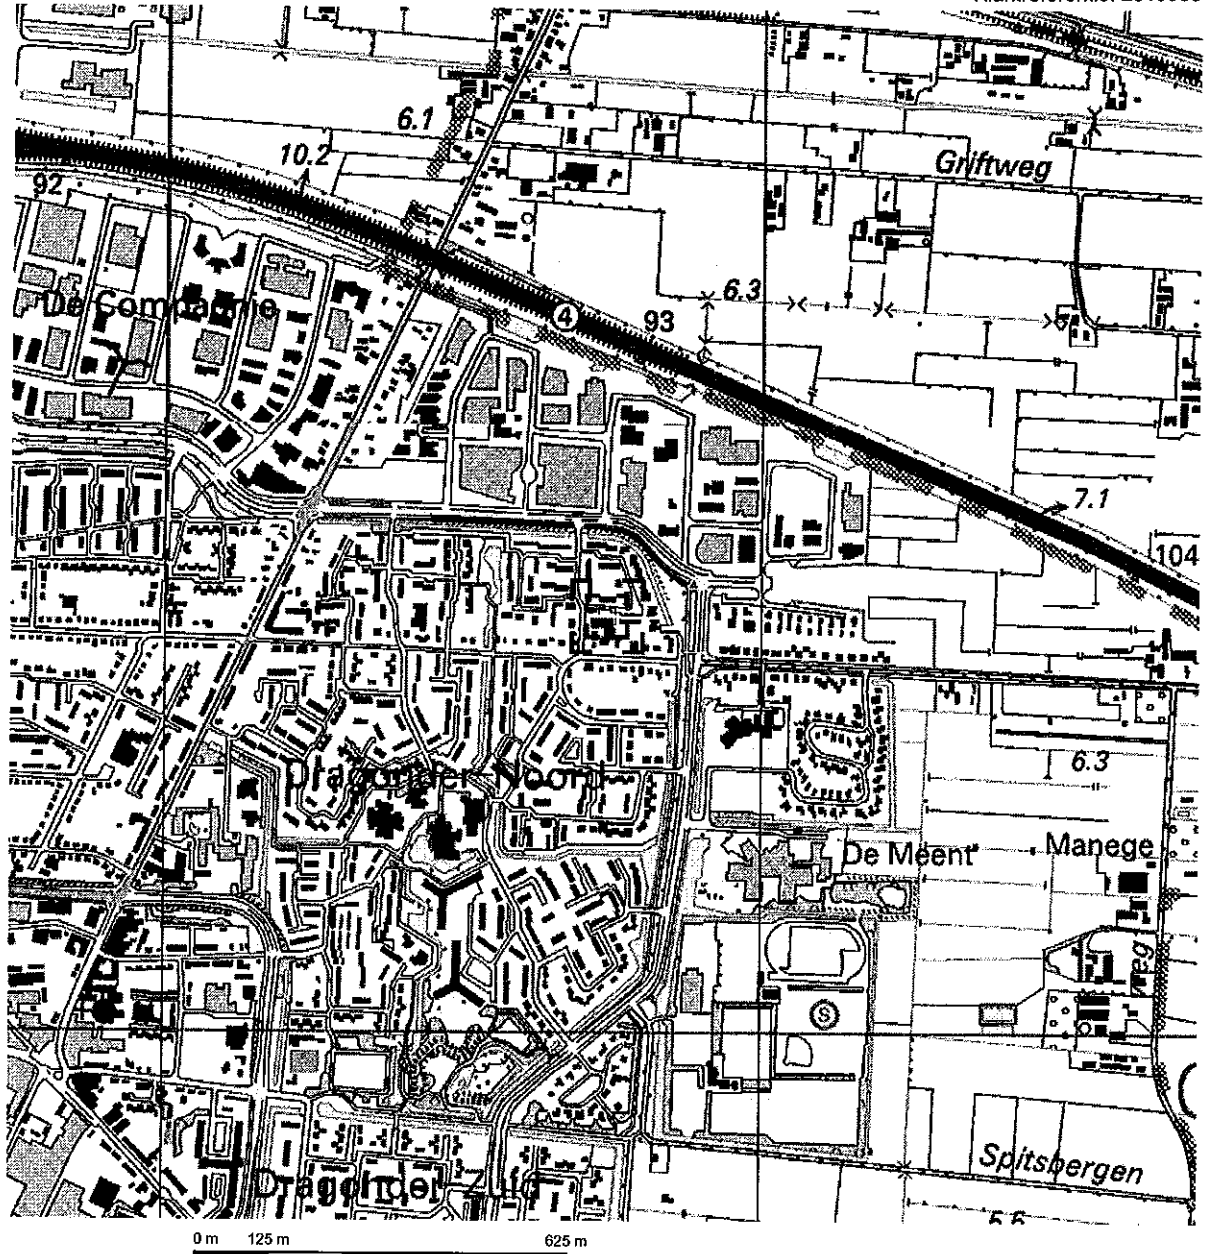 6.1
Griftweg
10.2
92
6.3
De Compagnie
4
93
7.1
104
Dragonder-Noord
6.3
De Meent
Manege
S
Spitsbergen
Dragonder-Zuid
0 m 125 m 625 m